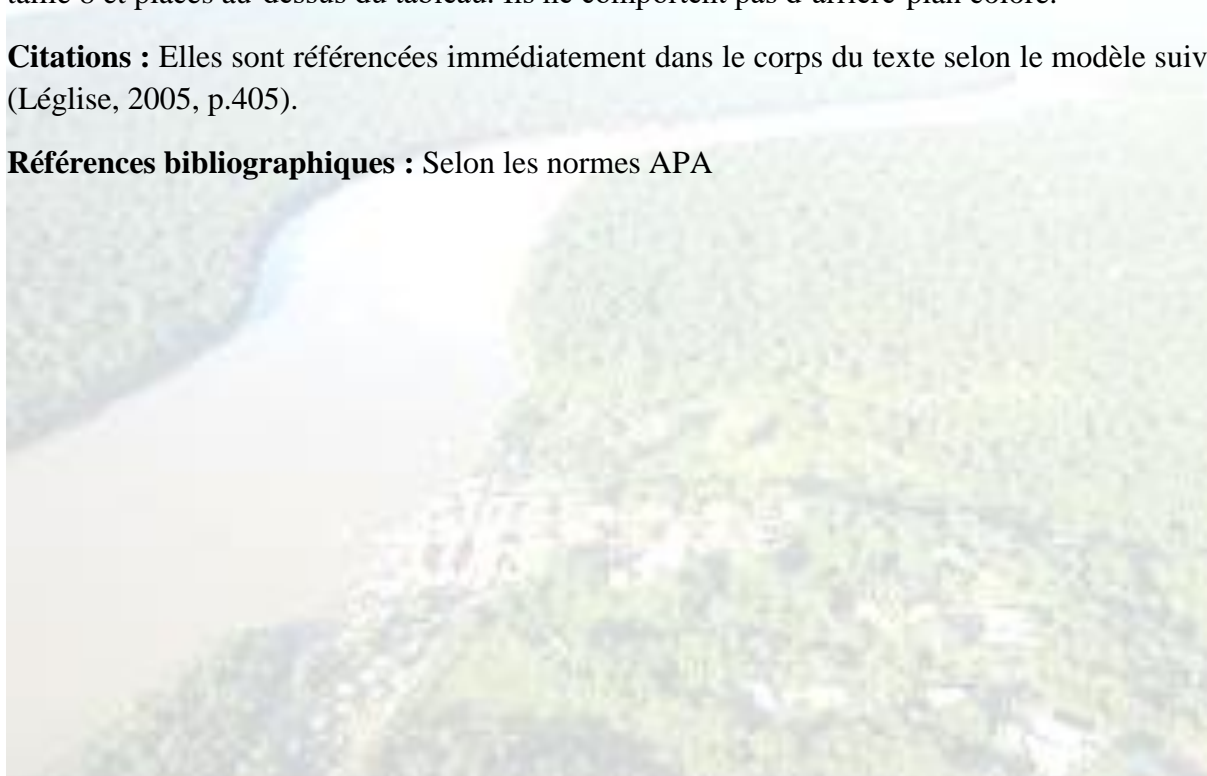 Citations : Elles sont référencées immédiatement dans le corps du texte selon le modèle suiv
(Léglise, 2005, p.405).
Références bibliographiques : Selon les normes APA